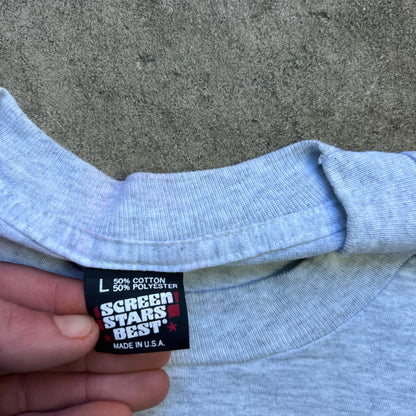 L 50% COTTON
50% POLYESTER
SCREEN
STARS
BEST®
MADE IN U.S.A.